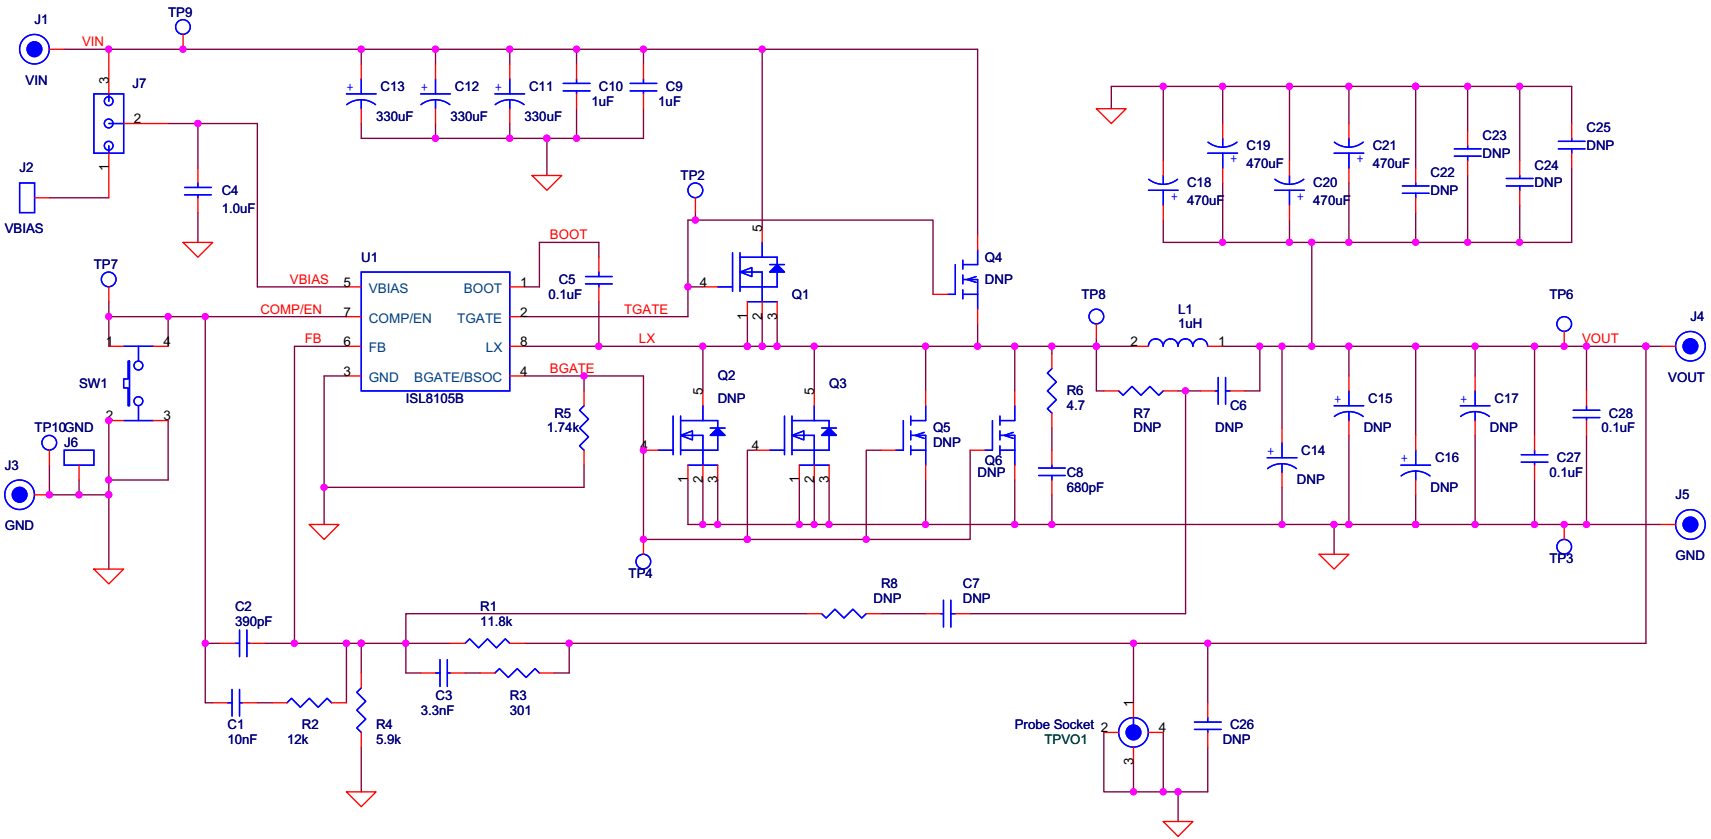 J1
VIN
VIN
TP9
3
J7
2
1
J2
VBIAS
C4
1.0uF
+
C13
330uF
+
C12
330uF
+
C11
330uF
C10
1uF
C9
1uF
TP2
BOOT
C5
0.1uF
TP7
U1
VBIAS
5
VBIAS
BOOT
1
COMP/EN
7
COMP/EN
TGATE
2
TGATE
FB
6
FB
LX
8
LX
3
GND
BGATE/BSOC
4
BGATE
ISL8105B
1
4
SW1
2
3
TP10
GND
J6
J3
GND
R5
1.74k
5
4
Q1
1
2
3
Q4
DNP
Q2
DNP
5
4
1
2
3
Q3
5
4
1
2
3
Q5
DNP
Q6
DNP
TP4
R6
4.7
C8
680pF
TP8
L1
1uH
2
1
R7
DNP
C6
DNP
C18
470uF
+
C19
470uF
+
C20
470uF
+
C21
470uF
+
C22
DNP
C23
DNP
C24
DNP
C25
DNP
TP6
VOUT
J4
VOUT
+
C14
DNP
+
C15
DNP
+
C16
DNP
+
C17
DNP
C28
0.1uF
C27
0.1uF
J5
GND
TP3
R8
DNP
C7
DNP
C2
390pF
R1
11.8k
C3
3.3nF
R3
301
C1
10nF
R2
12k
R4
5.9k
Probe Socket
TPVO1
1
2
4
3
C26
DNP